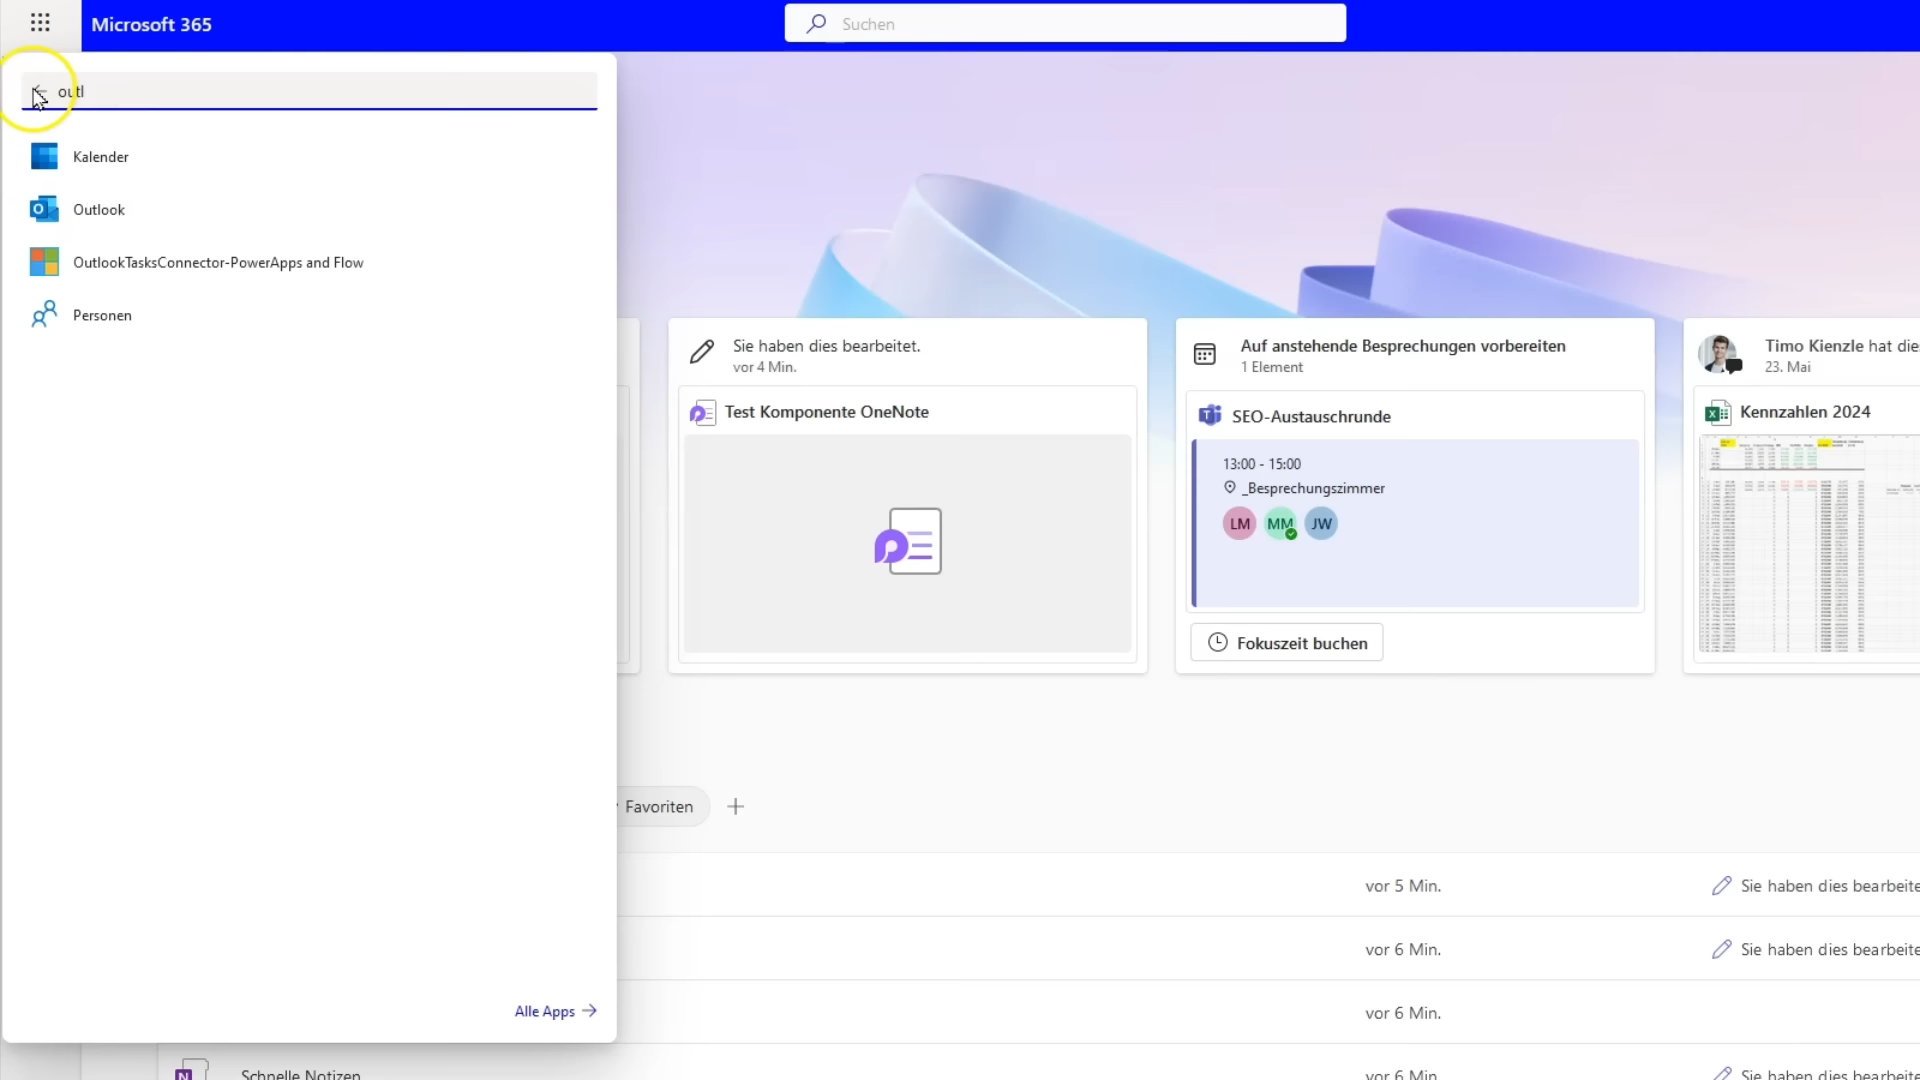 Microsoft 365
Suchen
outl
Kalender
Outlook
OutlookTasksConnector-PowerApps and Flow
Personen
Alle Apps
Sie haben dies bearbeitet.
vor 4 Min.
Test Komponente OneNote
Auf anstehende Besprechungen vorbereiten
1 Element
SEO-Austauschrunde
13:00 - 15:00
_Besprechungszimmer
LM MM JW
Fokuszeit buchen
Timo Kienzle hat die
23. Mai
Kennzahlen 2024
Favoriten
vor 5 Min. Sie haben dies bearbeite
vor 6 Min. Sie haben dies bearbeite
vor 6 Min.
Schnelle Notizen vor 6 Min. Sie haben dies bearbeite